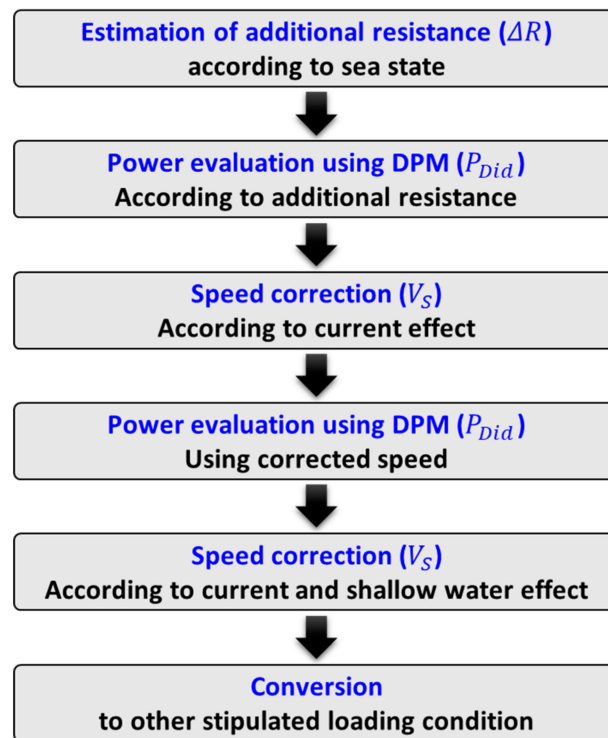 Estimation of additional resistance (ΔR)
according to sea state
Power evaluation using DPM (P_Did)
According to additional resistance
Speed correction (V_S)
According to current effect
Power evaluation using DPM (P_Did)
Using corrected speed
Speed correction (V_S)
According to current and shallow water effect
Conversion
to other stipulated loading condition